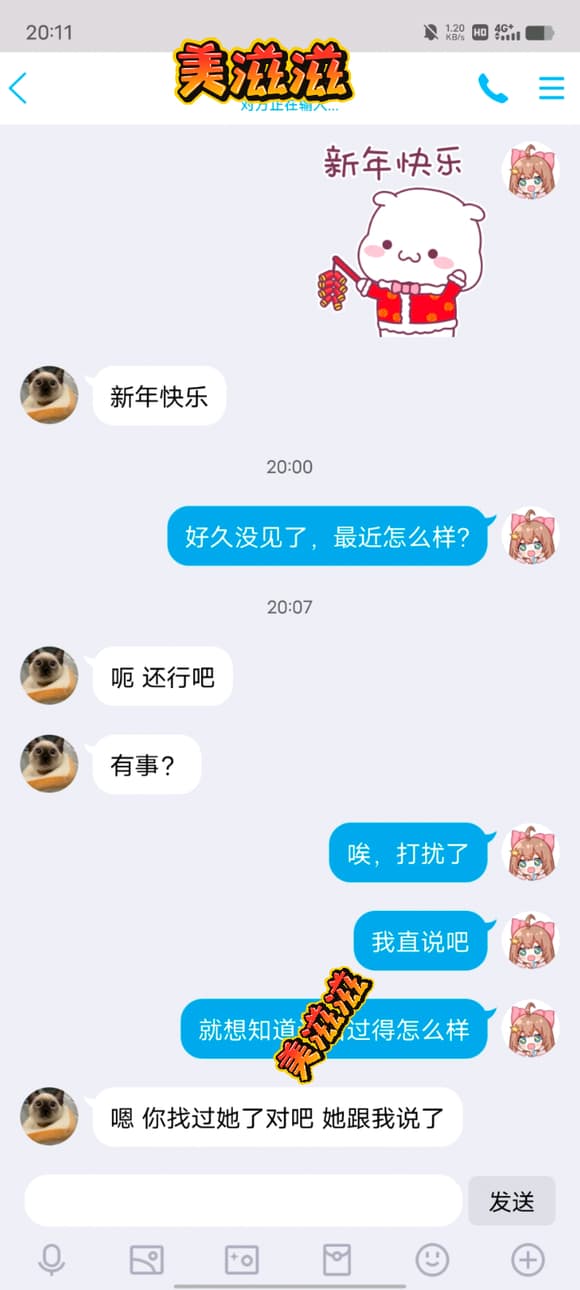 20:11
1.20
KB/s
HD
4G+
美滋滋
对方正在输入...
新年快乐
新年快乐
20:00
好久没见了，最近怎么样？
20:07
呃 还行吧
有事？
唉，打扰了
我直说吧
就想知道
美滋滋
过得怎么样
嗯 你找过她了对吧 她跟我说了
发送